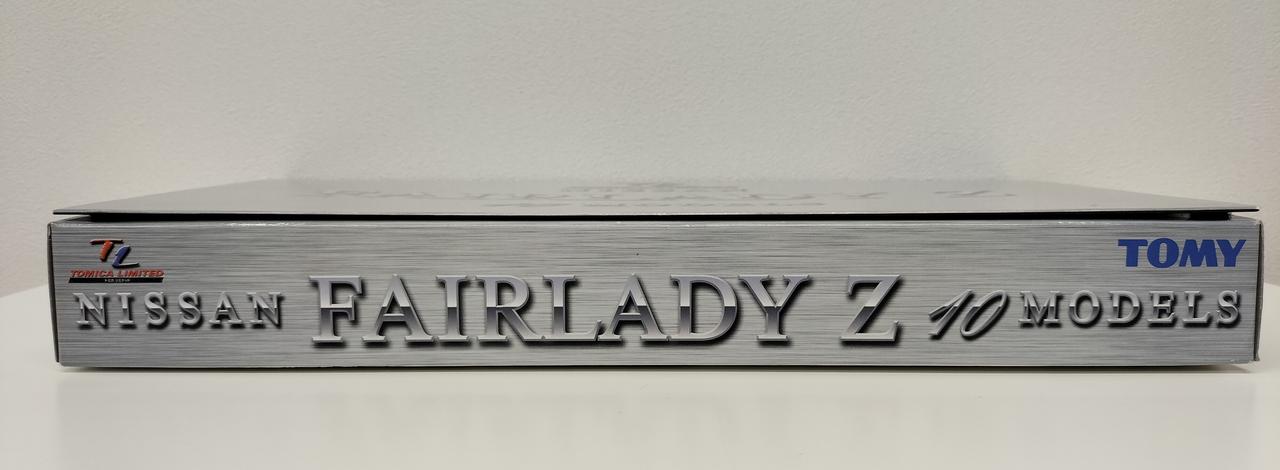 TL
TOMICA LIMITED
TOMY
NISSAN FAIRLADY Z 10 MODELS